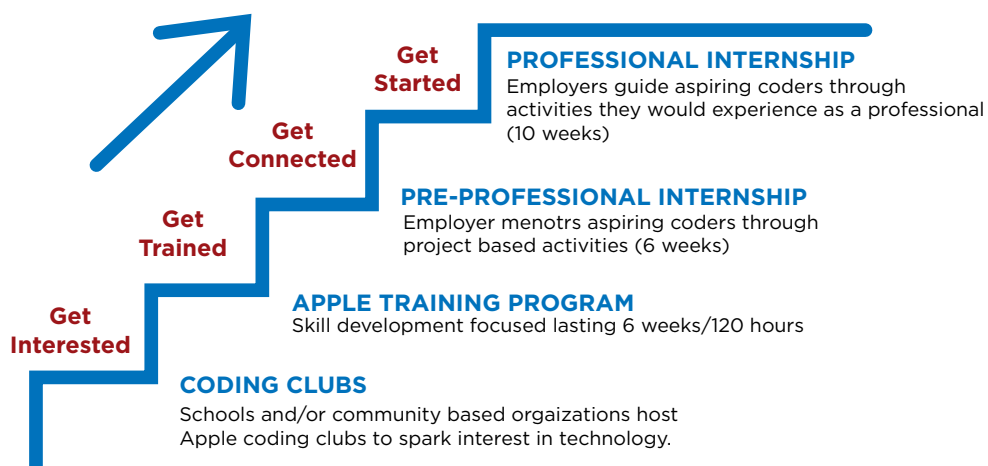 Get
Started
PROFESSIONAL INTERNSHIP
Employers guide aspiring coders through
activities they would experience as a professional
(10 weeks)
Get
Connected
PRE-PROFESSIONAL INTERNSHIP
Employer menotrs aspiring coders through
project based activities (6 weeks)
Get
Trained
APPLE TRAINING PROGRAM
Skill development focused lasting 6 weeks/120 hours
Get
Interested
CODING CLUBS
Schools and/or community based orgaizations host
Apple coding clubs to spark interest in technology.